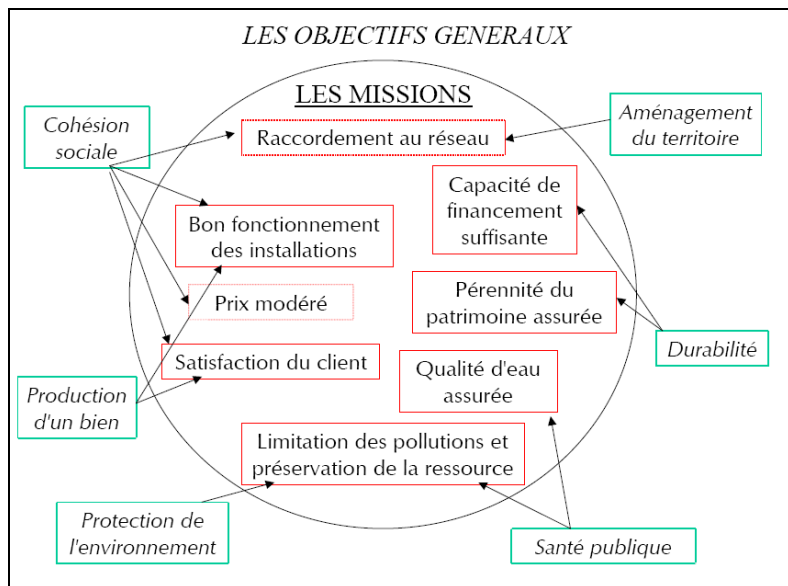 LES OBJECTIFS GENERAUX
LES MISSIONS
Cohésion
sociale
Raccordement au réseau
Aménagement
du territoire
Capacité de
financement
suffisante
Bon fonctionnement
des installations
Prix modéré
Pérennité du
patrimoine assurée
Durabilité
Satisfaction du client
Qualité d'eau
assurée
Production
d'un bien
Limitation des pollutions et
préservation de la ressource
Protection de
l'environnement
Santé publique